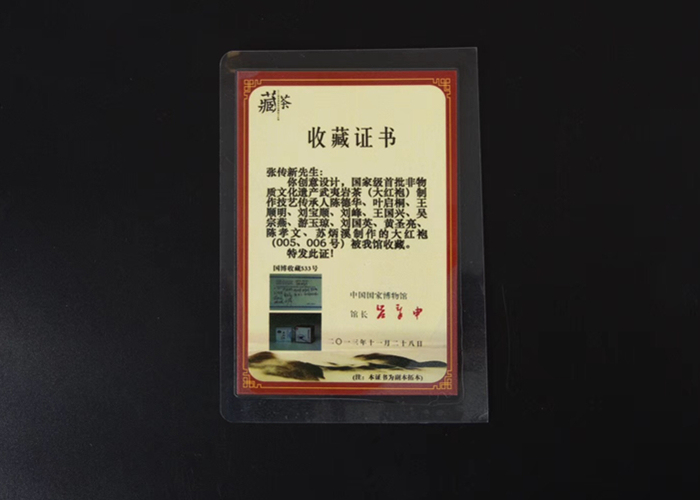 藏茶
收藏证书
张传新先生：
你创意设计，国家级首批非物
质文化遗产武夷岩茶（大红袍）制
作技艺传承人陈德华、叶启桐、王
顺明、刘宝顺、刘峰、王国兴、吴
宗燕、游玉琼、刘国英、黄圣亮、
陈孝文、苏炳溪制作的大红袍
（005、006号）被我馆收藏。
特发此证！
国博收藏533号
中国国家博物馆
馆长
二〇一三年十一月二十八日
(注：本证书为副本拓本)